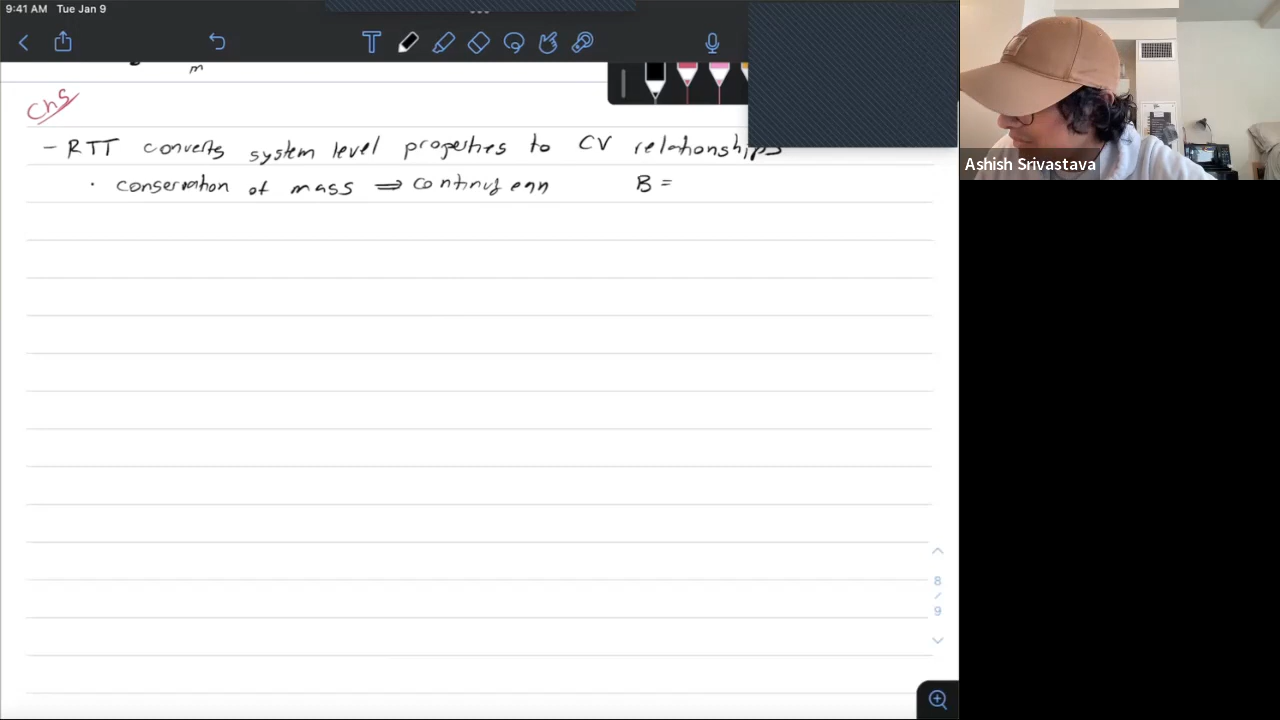 9:41 AM Tue Jan 9
m
Ch5
- RTT converts system level properties to CV relationships
· conservation of mass ⇒ continuity eqn B =
Ashish Srivastava
8
/
9